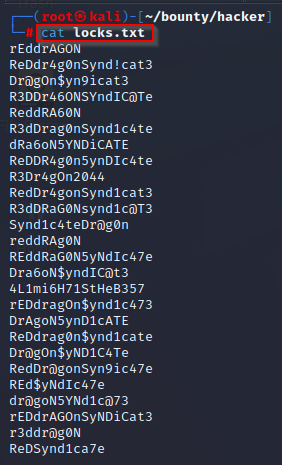 ┌──(root㉿kali)-[~/bounty/hacker]
└─# cat locks.txt
rEddrAGON
ReDdr4g0nSynd!cat3
Dr@gOn$yn9icat3
R3DDr46ONSYndIC@Te
ReddRA60N
R3dDrag0nSynd1c4te
dRa6oN5YNDiCATE
ReDDR4g0n5ynDIc4te
R3Dr4gOn2044
RedDr4gonSynd1cat3
R3dDRaG0Nsynd1c@T3
Synd1c4teDr@g0n
reddRAg0N
REddRaG0N5yNdIc47e
Dra6oN$yndIC@t3
4L1mi6H71StHeB357
rEDdragOn$ynd1c473
DrAgoN5ynD1cATE
ReDdrag0n$ynd1cate
Dr@gOn$yND1C4Te
RedDr@gonSyn9ic47e
REd$yNdIc47e
dr@goN5YNd1c@73
rEDdrAGOnSyNDiCat3
r3ddr@g0N
ReDSynd1ca7e